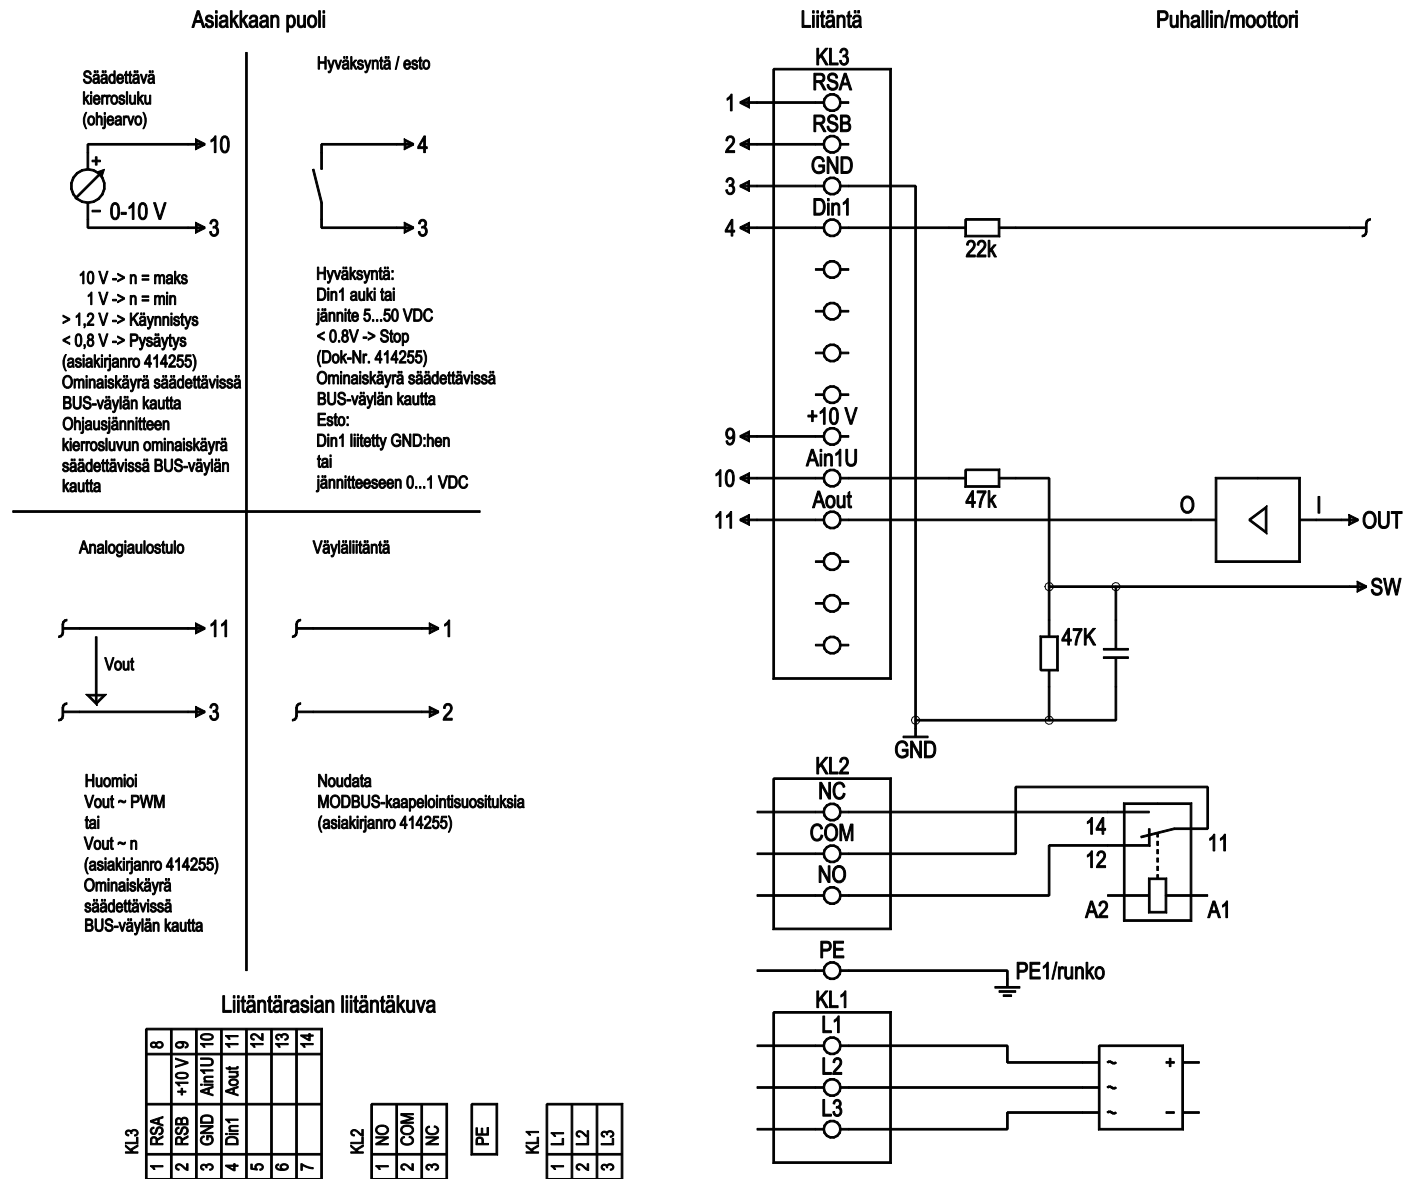 Asiakkaan puoli
Liitäntä
Puhallin/moottori
Säädettävä
kierrosluku
(ohjearvo)
10
+
−
0-10 V
3
10 V -> n = maks
1 V -> n = min
> 1,2 V -> Käynnistys
< 0,8 V -> Pysäytys
(asiakirjanro 414255)
Ominaiskäyrä säädettävissä
BUS-väylän kautta
Ohjausjännitteen
kierrosluvun ominaiskäyrä
säädettävissä BUS-väylän
kautta
Hyväksyntä / esto
4
3
Hyväksyntä:
Din1 auki tai
jännite 5...50 VDC
< 0.8V -> Stop
(Dok-Nr. 414255)
Ominaiskäyrä säädettävissä
BUS-väylän kautta
Esto:
Din1 liitetty GND:hen
tai
jännitteeseen 0...1 VDC
Analogiaulostulo
11
Vout
3
Huomioi
Vout ~ PWM
tai
Vout ~ n
(asiakirjanro 414255)
Ominaiskäyrä
säädettävissä
BUS-väylän kautta
Väyläliitäntä
1
2
Noudata
MODBUS-kaapelointisuosituksia
(asiakirjanro 414255)
KL3
1 RSA
2 RSB
3 GND
4 Din1
22k
9 +10 V
10 Ain1U
47k
11 Aout
O
I
OUT
SW
47K
GND
KL2
NC
COM
NO
14
12
11
A2
A1
PE
PE1/runko
KL1
L1
L2
L3
~ +
~
~ −
Liitäntärasian liitäntäkuva
KL3
8 9 10 11 12 13 14
+10 V Ain1U Aout
RSA RSB GND Din1
1 2 3 4 5 6 7
KL2
NO COM NC
1 2 3
PE
KL1
L1 L2 L3
1 2 3